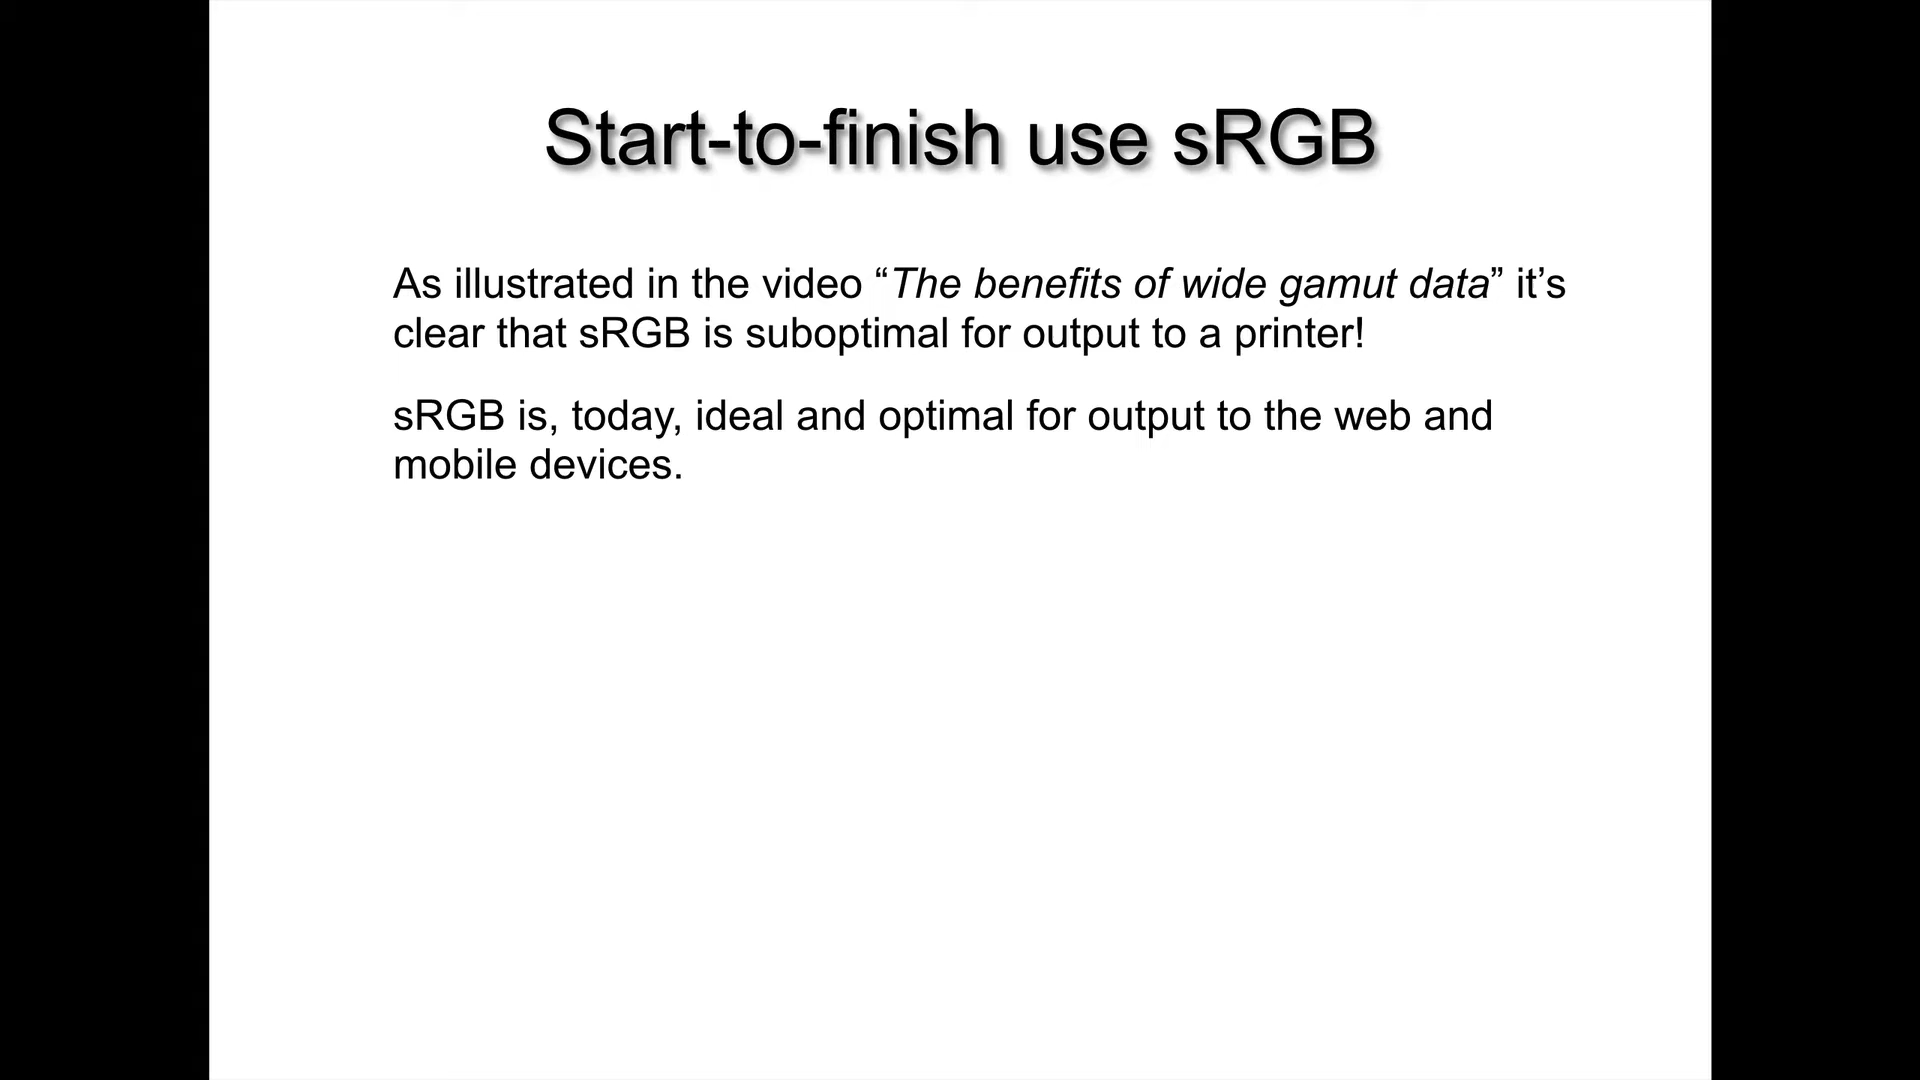 Start-to-finish use sRGB
As illustrated in the video “The benefits of wide gamut data” it’s
clear that sRGB is suboptimal for output to a printer!
sRGB is, today, ideal and optimal for output to the web and
mobile devices.